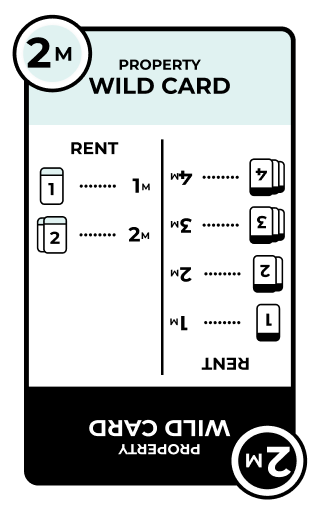 2M
PROPERTY
WILD CARD
RENT
1 ........ 1M
2 ........ 2M
RENT
1 ........ 1M
2 ........ 2M
3 ........ 3M
4 ........ 4M
PROPERTY
WILD CARD
2M